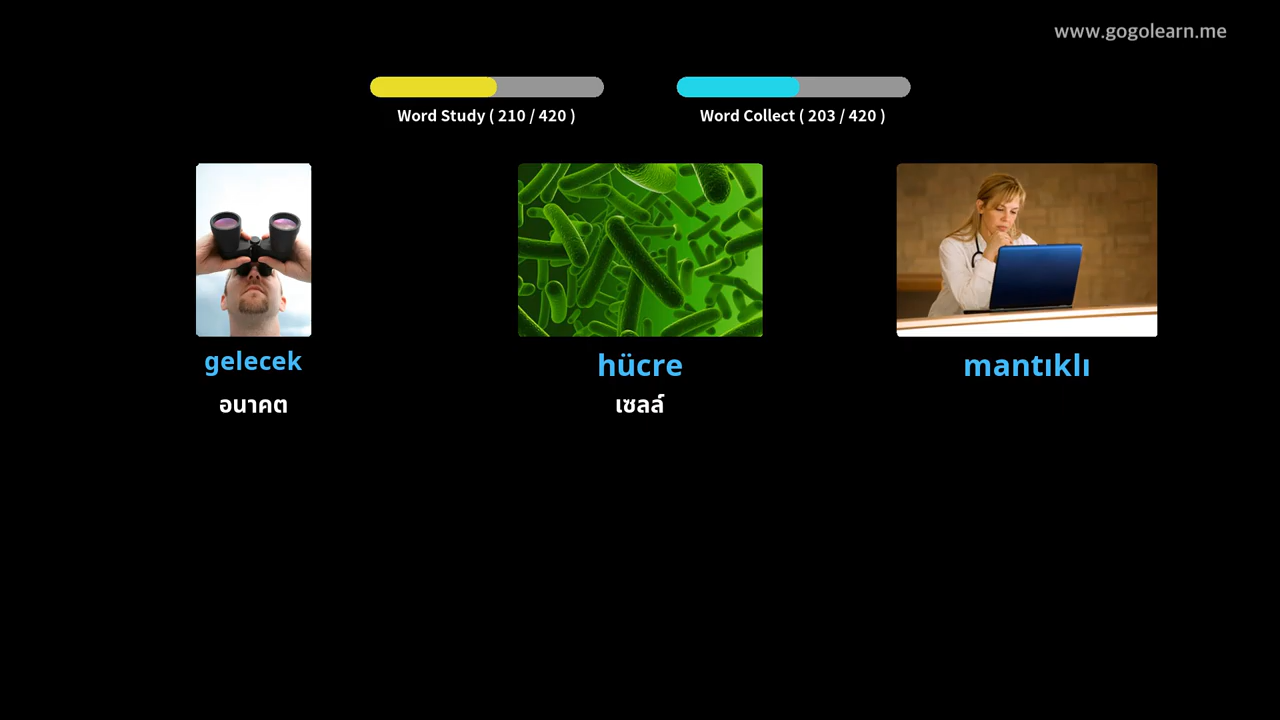 www.gogolearn.me
Word Study ( 210 / 420 )
Word Collect ( 203 / 420 )
gelecek
hücre
mantıklı
อนาคต
เซลล์